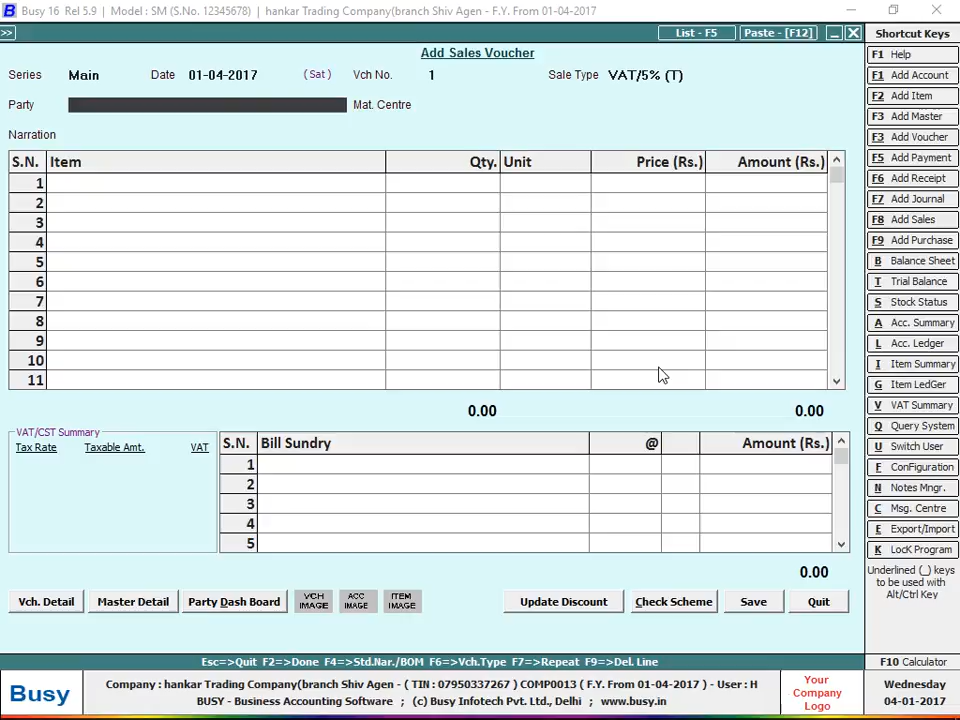 Busy 16 Rel 5.9 | Model : SM (S.No. 12345678) | hankar Trading Company(branch Shiv Agen - F.Y. From 01-04-2017
>> List - F5 Paste - [F12] Shortcut Keys
Add Sales Voucher
Series Main Date 01-04-2017 (Sat) Vch No. 1 Sale Type VAT/5% (T)
Party Mat. Centre
Narration
S.N. Item Qty. Unit Price (Rs.) Amount (Rs.)
1
2
3
4
5
6
7
8
9
10
11
0.00 0.00
VAT/CST Summary
Tax Rate Taxable Amt. VAT
S.N. Bill Sundry @ Amount (Rs.)
1
2
3
4
5
0.00
Vch. Detail Master Detail Party Dash Board VCH IMAGE ACC IMAGE ITEM IMAGE Update Discount Check Scheme Save Quit
F1 Help
F1 Add Account
F2 Add Item
F3 Add Master
F3 Add Voucher
F5 Add Payment
F6 Add Receipt
F7 Add Journal
F8 Add Sales
F9 Add Purchase
B Balance Sheet
T Trial Balance
S Stock Status
A Acc. Summary
L Acc. Ledger
I Item Summary
G Item LedGer
V VAT Summary
Q Query System
U Switch User
F ConFiguration
N Notes Mngr.
C Msg. Centre
E Export/Import
K LocK Program
Underlined (_) keys
to be used with
Alt/Ctrl Key
Esc=>Quit F2=>Done F4=>Std.Nar./BOM F6=>Vch.Type F7=>Repeat F9=>Del. Line
F10 Calculator
Busy
Company : hankar Trading Company(branch Shiv Agen - ( TIN : 07950337267 ) COMP0013 ( F.Y. From 01-04-2017 ) - User : H
BUSY - Business Accounting Software ; (c) Busy Infotech Pvt. Ltd., Delhi ; www.busy.in
Your
Company
Logo
Wednesday
04-01-2017